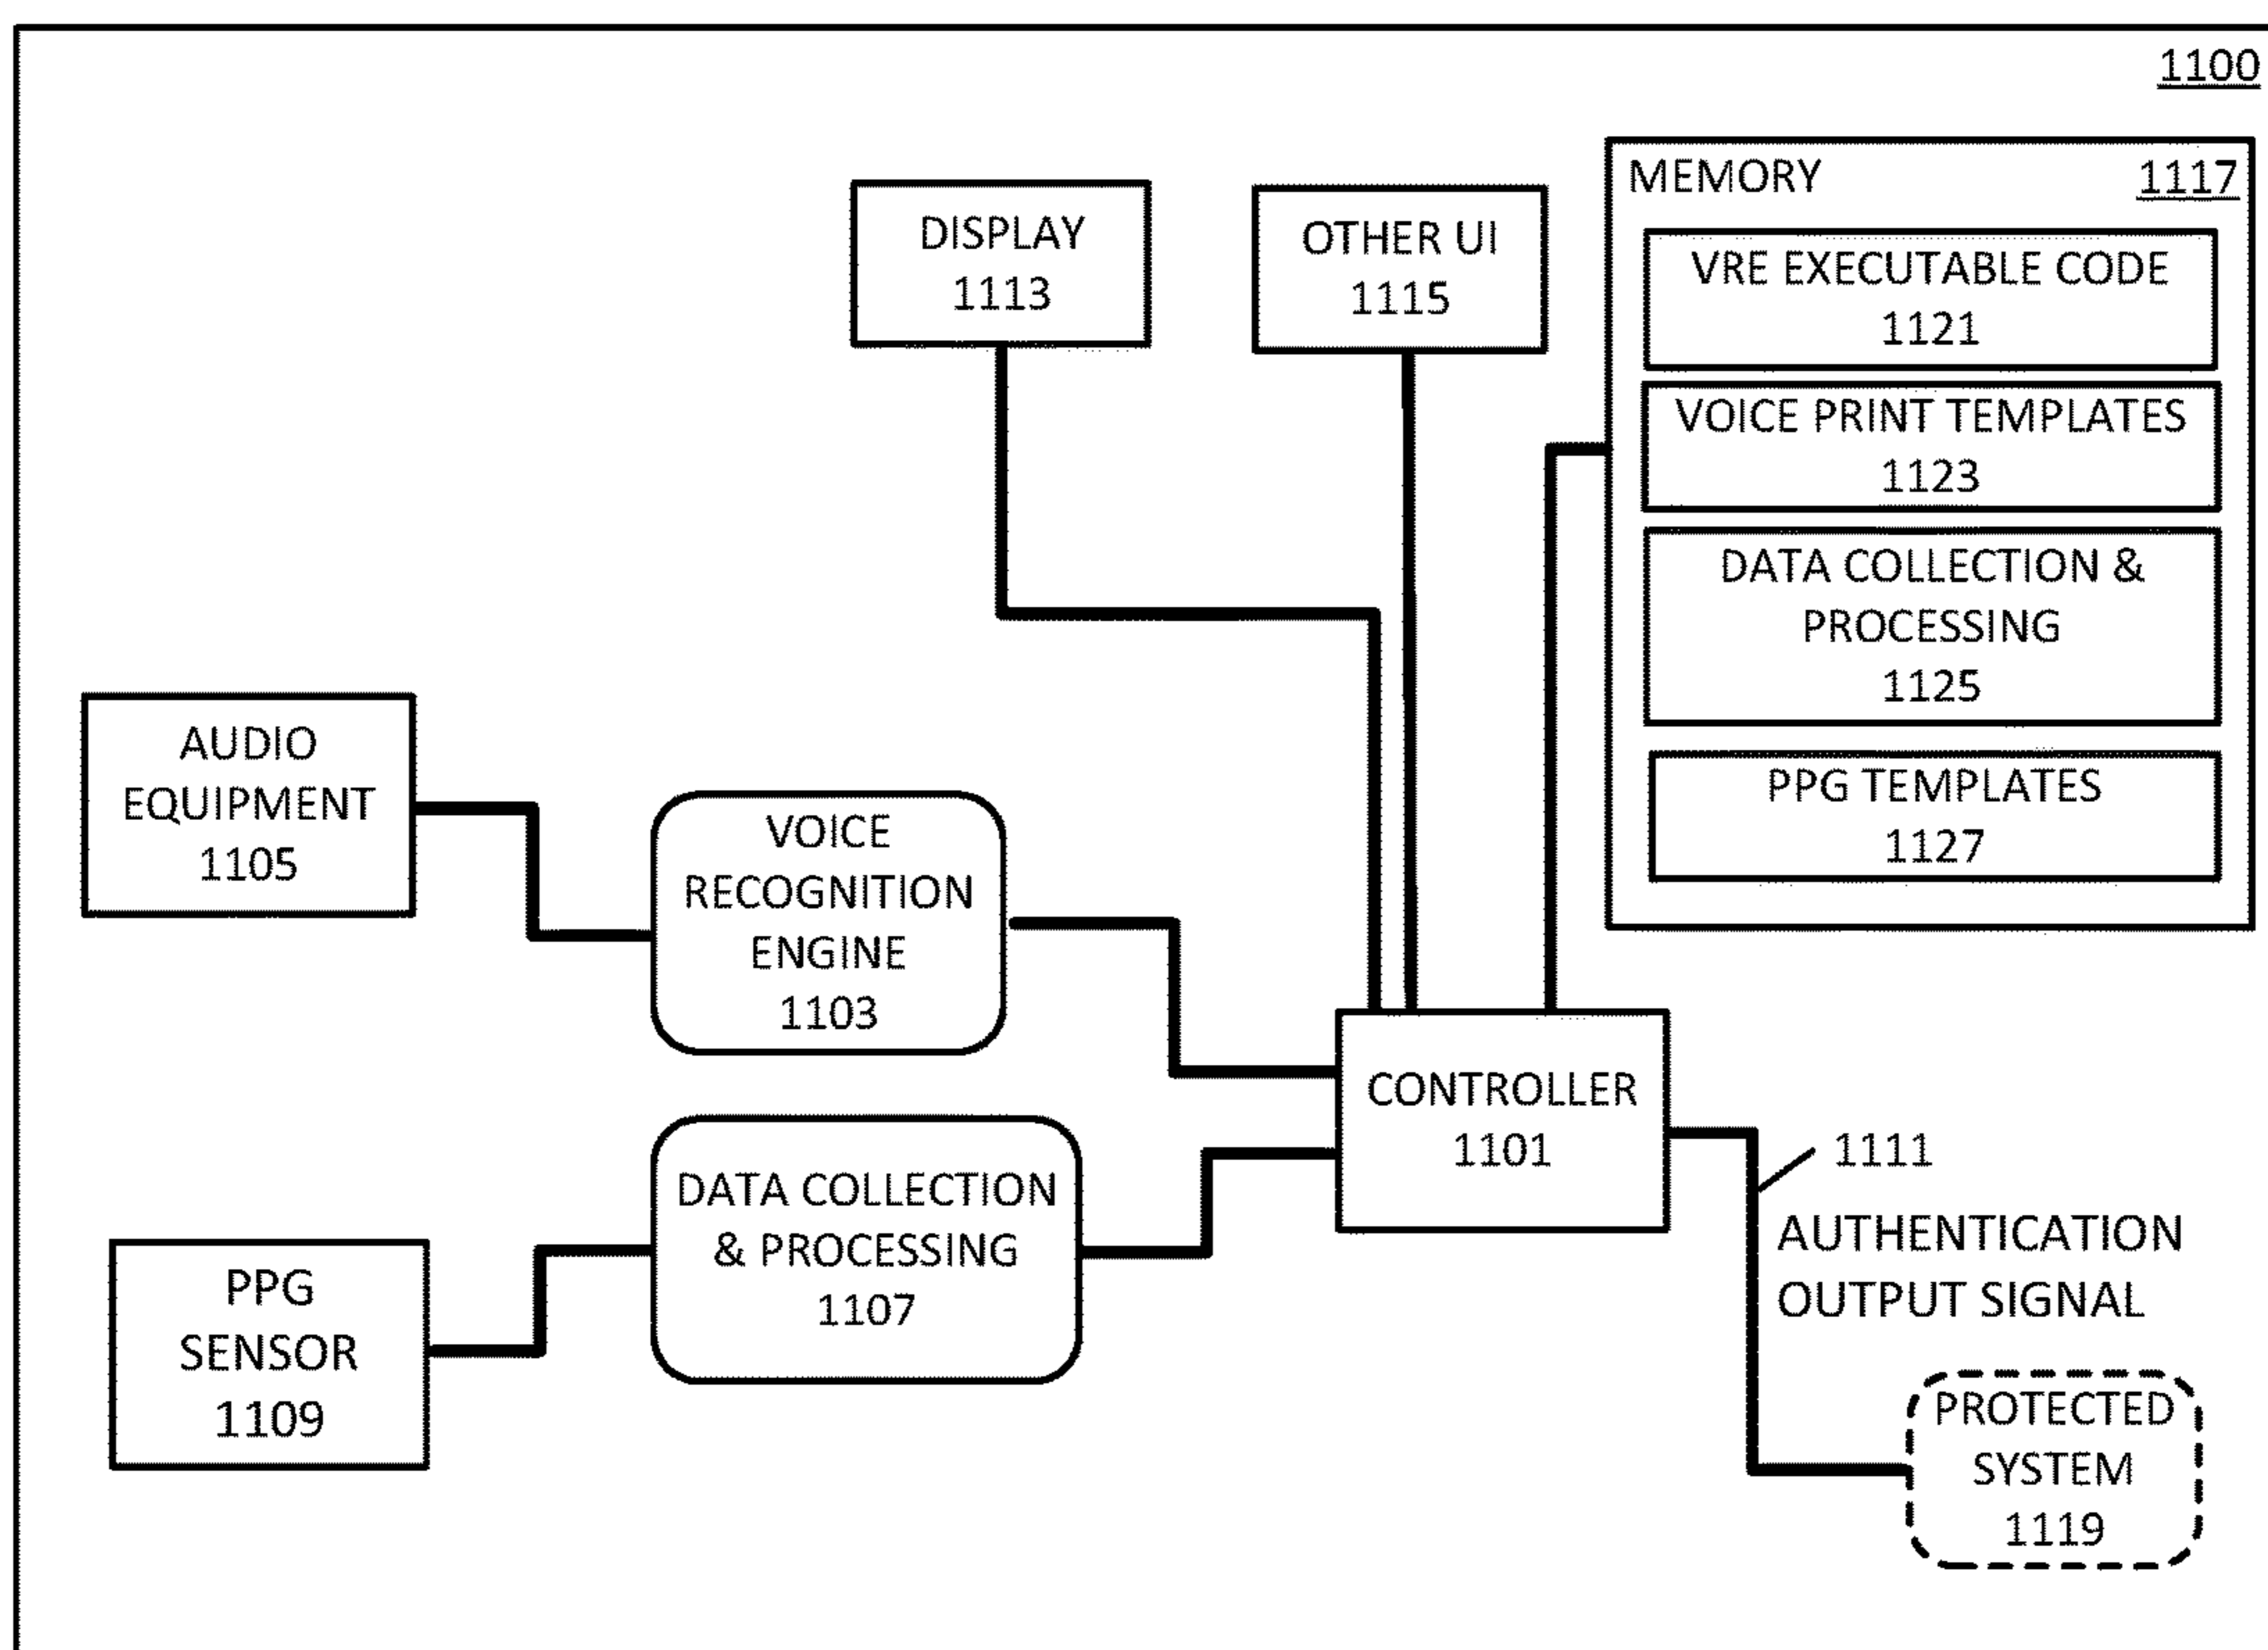 1100
MEMORY 1117
DISPLAY
1113
OTHER UI
1115
VRE EXECUTABLE CODE
1121
VOICE PRINT TEMPLATES
1123
DATA COLLECTION &
PROCESSING
1125
PPG TEMPLATES
1127
AUDIO
EQUIPMENT
1105
VOICE
RECOGNITION
ENGINE
1103
CONTROLLER
1101
DATA COLLECTION
& PROCESSING
1107
PPG
SENSOR
1109
1111
AUTHENTICATION
OUTPUT SIGNAL
PROTECTED
SYSTEM
1119